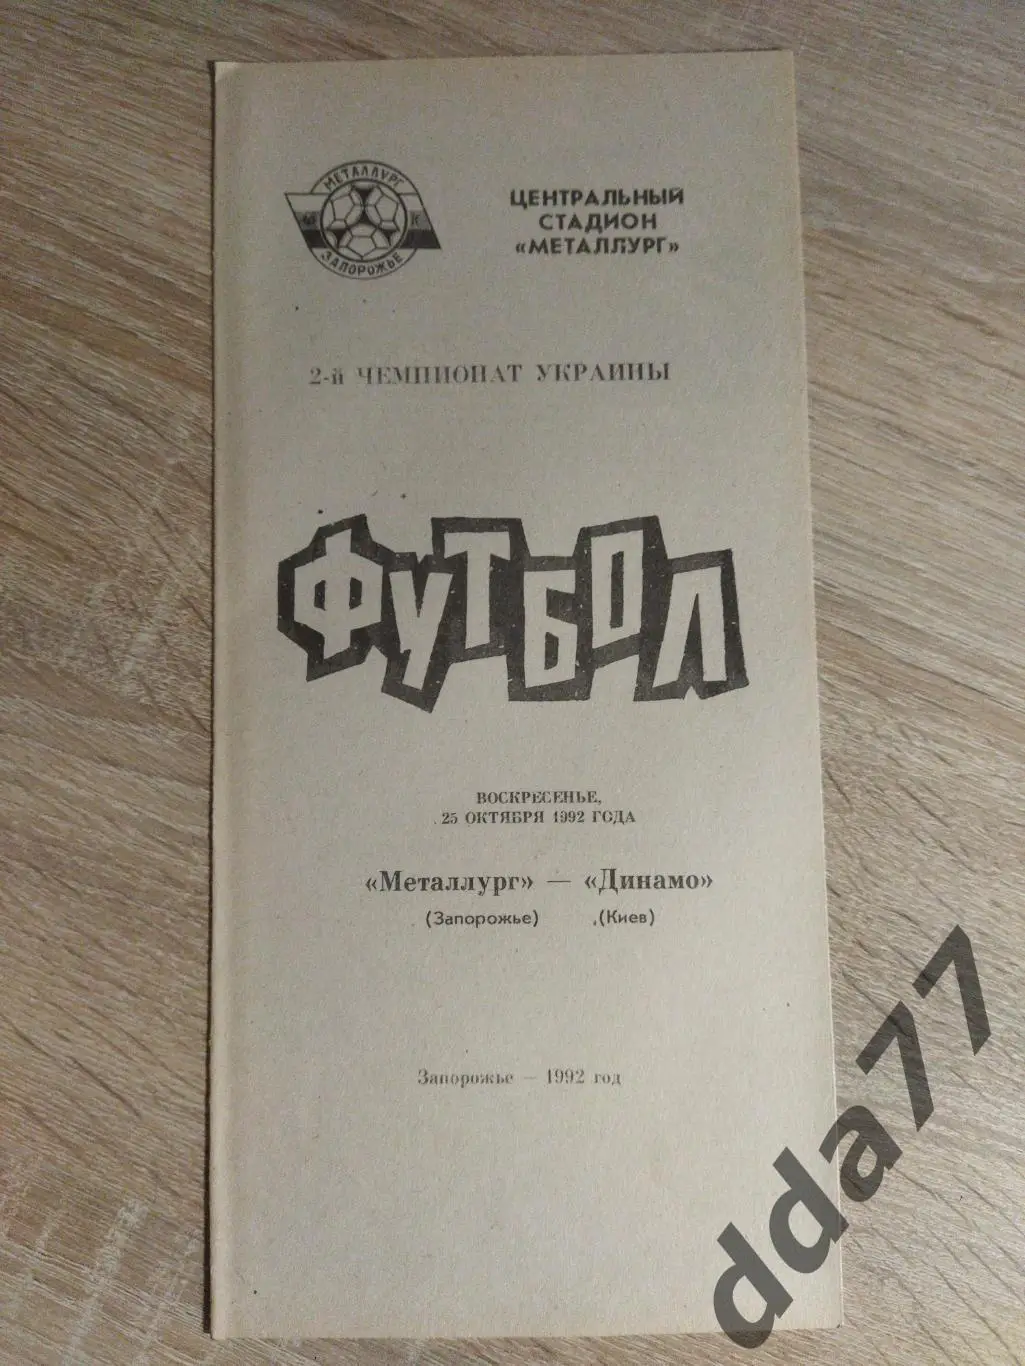 МЕТАЛЛУРГ
ЗАПОРОЖЬЕ
ЦЕНТРАЛЬНЫЙ
СТАДИОН
«МЕТАЛЛУРГ»
2-й ЧЕМПИОНАТ УКРАИНЫ
ФУТБОЛ
ВОСКРЕСЕНЬЕ,
25 ОКТЯБРЯ 1992 ГОДА
«Металлург» — «Динамо»
(Запорожье) (Киев)
Запорожье — 1992 год
dda77